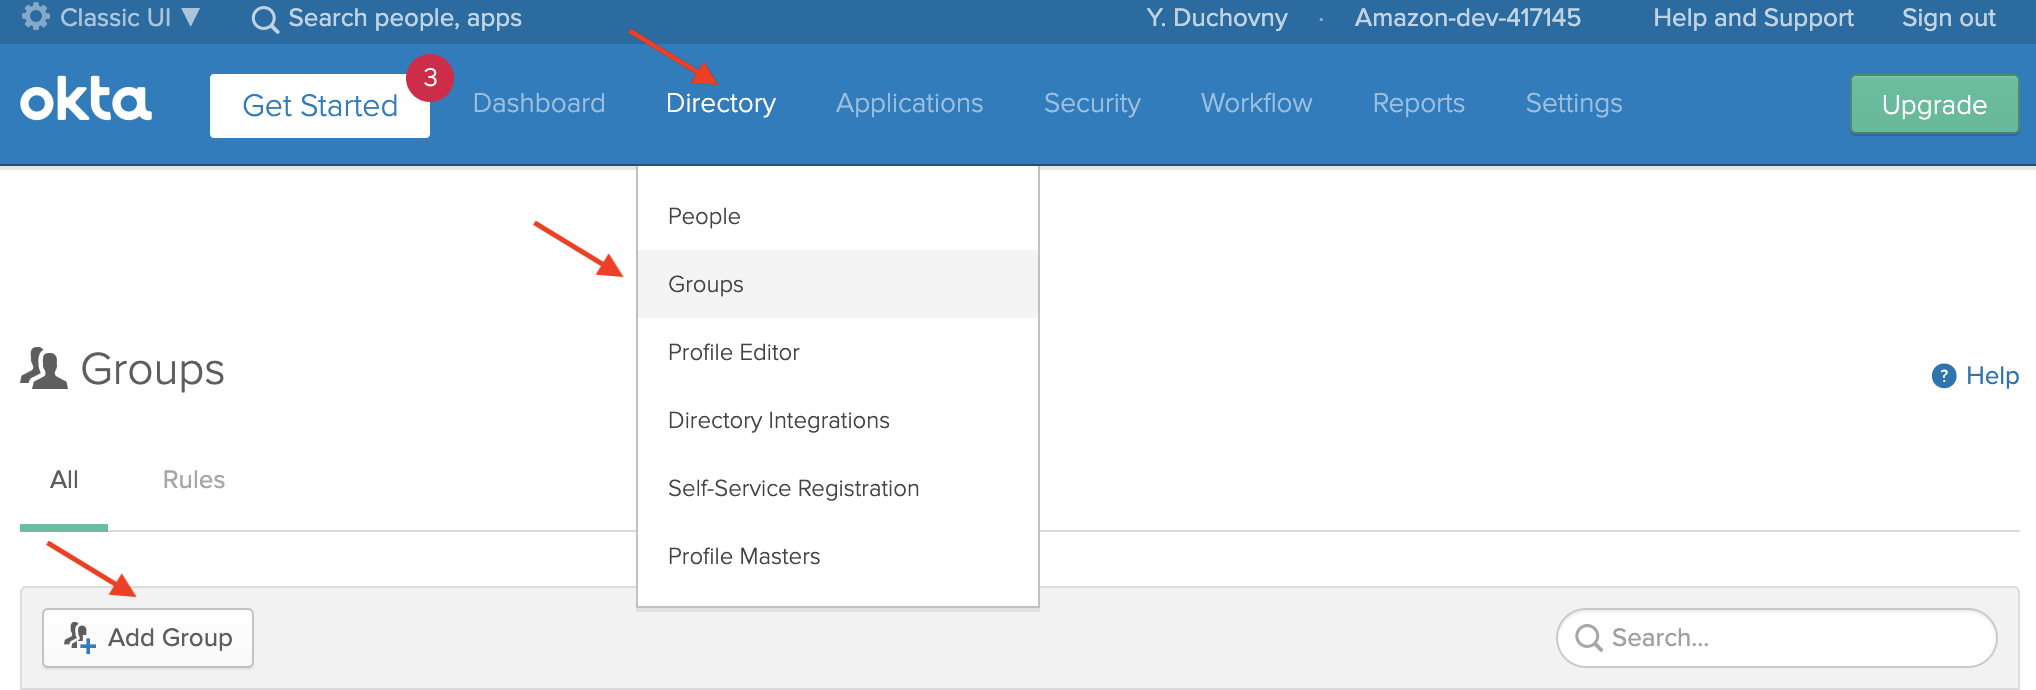 Classic UI ▼ Search people, apps Y. Duchovny · Amazon-dev-417145 Help and Support Sign out
okta Get Started 3 Dashboard Directory Applications Security Workflow Reports Settings Upgrade
People
Groups
Profile Editor
Directory Integrations
Self-Service Registration
Profile Masters
Groups
? Help
All Rules
Add Group Search...